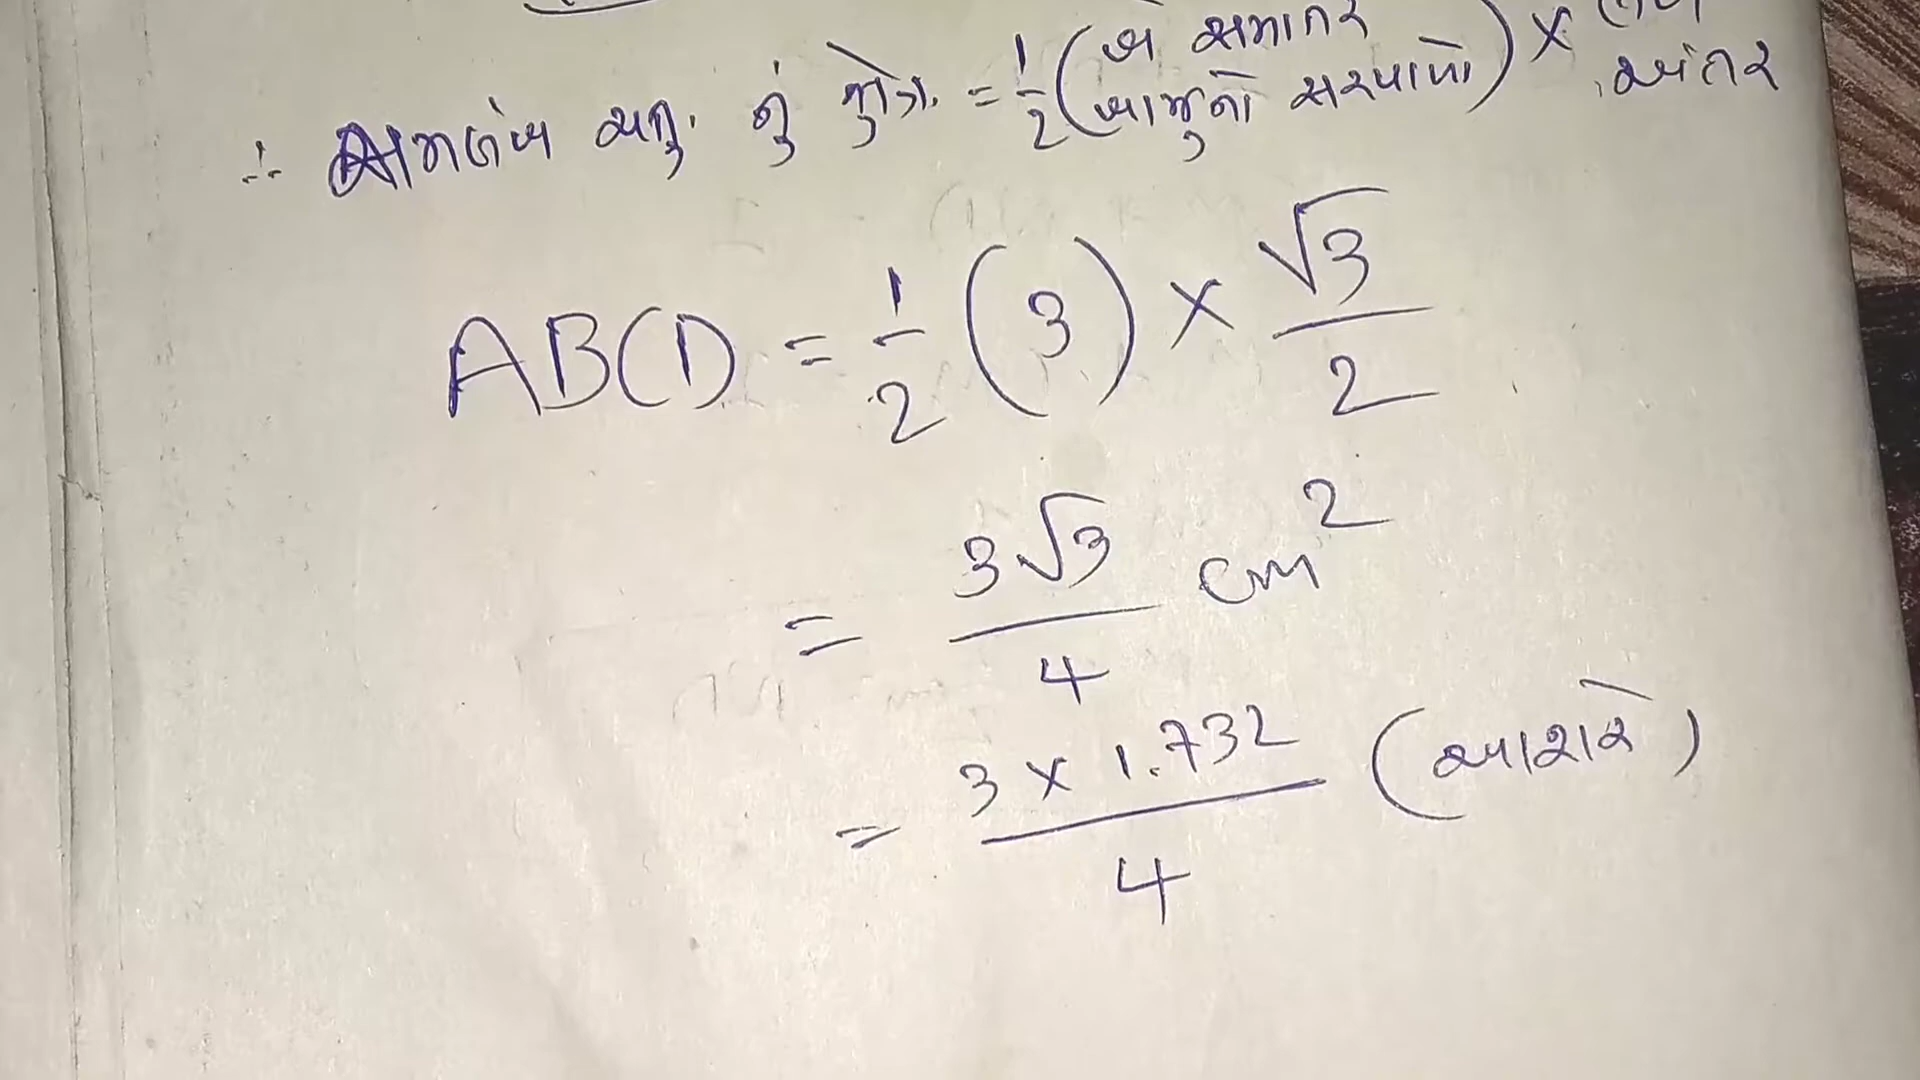 બે સમાંતર
∴ સમલંબ ચતુ. નું ક્ષેત્ર. = 1/2 (બાજુનો સરવાળો) × અંતર
ABCD = 1/2 (3) × √3/2
= 3√3/4 cm²
= 3 × 1.732/4 (આશરે)